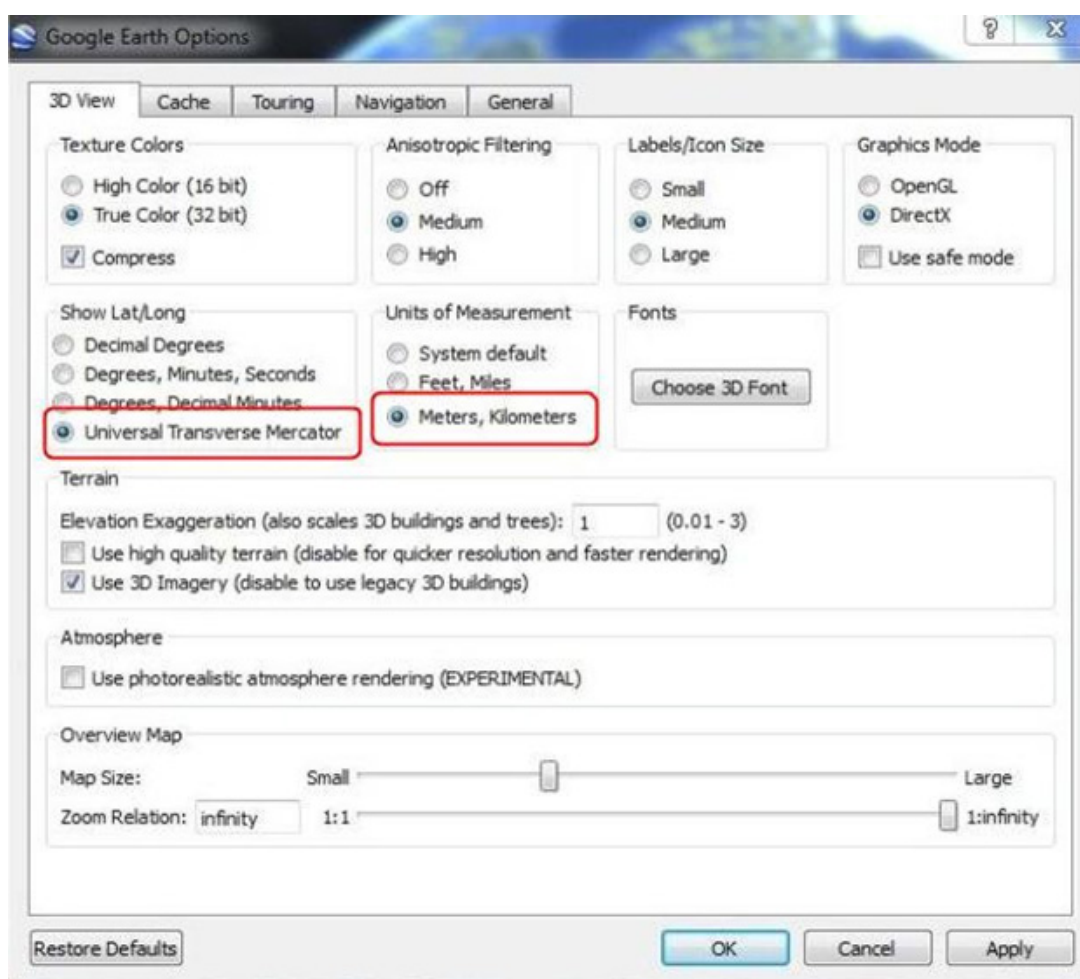 Google Earth Options
3D View Cache Touring Navigation General
Texture Colors
High Color (16 bit)
True Color (32 bit)
Compress
Anisotropic Filtering
Off
Medium
High
Labels/Icon Size
Small
Medium
Large
Graphics Mode
OpenGL
DirectX
Use safe mode
Show Lat/Long
Decimal Degrees
Degrees, Minutes, Seconds
Degrees, Decimal Minutes
Universal Transverse Mercator
Units of Measurement
System default
Feet, Miles
Meters, Kilometers
Fonts
Choose 3D Font
Terrain
Elevation Exaggeration (also scales 3D buildings and trees): 1 (0.01 - 3)
Use high quality terrain (disable for quicker resolution and faster rendering)
Use 3D Imagery (disable to use legacy 3D buildings)
Atmosphere
Use photorealistic atmosphere rendering (EXPERIMENTAL)
Overview Map
Map Size: Small Large
Zoom Relation: infinity 1:1 1:infinity
Restore Defaults OK Cancel Apply